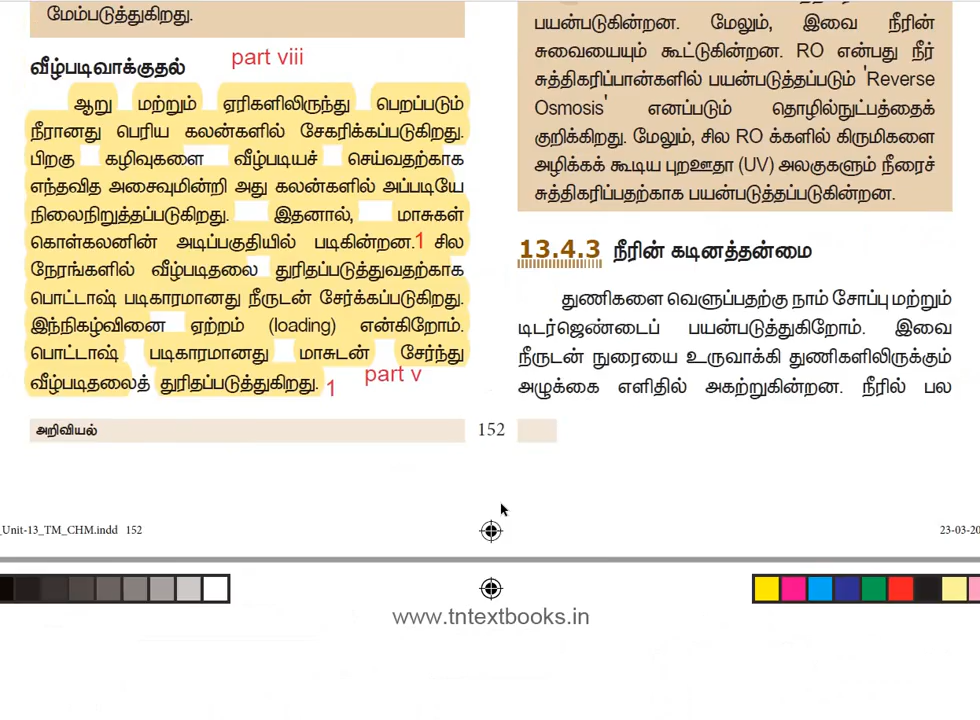 மேம்படுத்துகிறது.
வீழ்படிவாக்குதல் part viii
ஆறு மற்றும் ஏரிகளிலிருந்து பெறப்படும்
நீரானது பெரிய கலன்களில் சேகரிக்கப்படுகிறது.
பிறகு கழிவுகளை வீழ்படியச் செய்வதற்காக
எந்தவித அசைவுமின்றி அது கலன்களில் அப்படியே
நிலைநிறுத்தப்படுகிறது. இதனால், மாசுகள்
கொள்கலனின் அடிப்பகுதியில் படிகின்றன.1 சில
நேரங்களில் வீழ்படிதலை துரிதப்படுத்துவதற்காக
பொட்டாஷ் படிகாரமானது நீருடன் சேர்க்கப்படுகிறது.
இந்நிகழ்வினை ஏற்றம் (loading) என்கிறோம்.
பொட்டாஷ் படிகாரமானது மாசுடன் சேர்ந்து
வீழ்படிதலைத் துரிதப்படுத்துகிறது. 1 part v
பயன்படுகின்றன. மேலும், இவை நீரின்
சுவையையும் கூட்டுகின்றன. RO என்பது நீர்
சுத்திகரிப்பான்களில் பயன்படுத்தப்படும் 'Reverse
Osmosis' எனப்படும் தொழில்நுட்பத்தைக்
குறிக்கிறது. மேலும், சில RO க்களில் கிருமிகளை
அழிக்கக் கூடிய புறஊதா (UV) அலகுகளும் நீரைச்
சுத்திகரிப்பதற்காக பயன்படுத்தப்படுகின்றன.
13.4.3 நீரின் கடினத்தன்மை
துணிகளை வெளுப்பதற்கு நாம் சோப்பு மற்றும்
டிடர்ஜெண்டைப் பயன்படுத்துகிறோம். இவை
நீருடன் நுரையை உருவாக்கி துணிகளிலிருக்கும்
அழுக்கை எளிதில் அகற்றுகின்றன. நீரில் பல
அறிவியல் 152
_Unit-13_TM_CHM.indd 152 23-03-20
www.tntextbooks.in